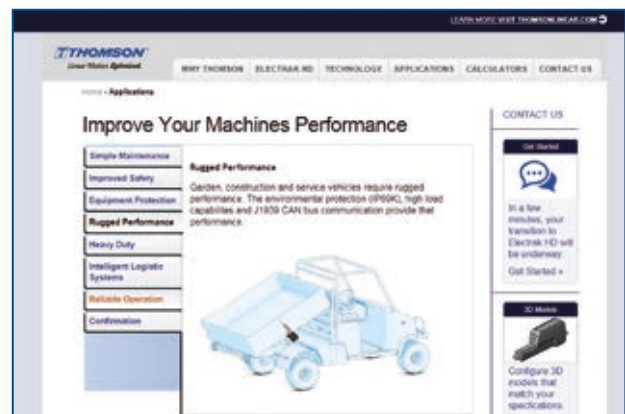 LEARN MORE VISIT THOMSONLINEAR.COM
THOMSON
Linear Motion. Optimized.
WHY THOMSON ELECTRAK HD TECHNOLOGY APPLICATIONS CALCULATORS CONTACT US
Home › Applications
Improve Your Machines Performance
Simple Maintenance
Improved Safety
Equipment Protection
Rugged Performance
Heavy Duty
Intelligent Logistic
Systems
Reliable Operation
Confirmation
Rugged Performance
Garden, construction and service vehicles require rugged
performance. The environmental protection (IP69K), high load
capabilities and J1939 CAN bus communication provide that
performance.
CONTACT US
Get Started
In a few
minutes, your
transition to
Electrak HD will
be underway.
Get Started »
3D Models
Configure 3D
models that
match your
specifications